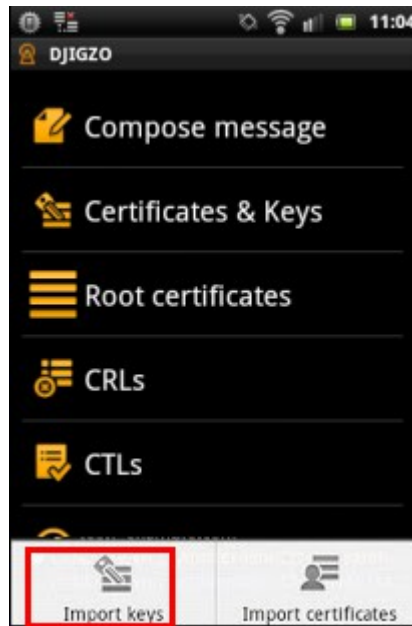 11:04
DJIGZO
Compose message
Certificates & Keys
Root certificates
CRLs
CTLs
Import keys
Import certificates